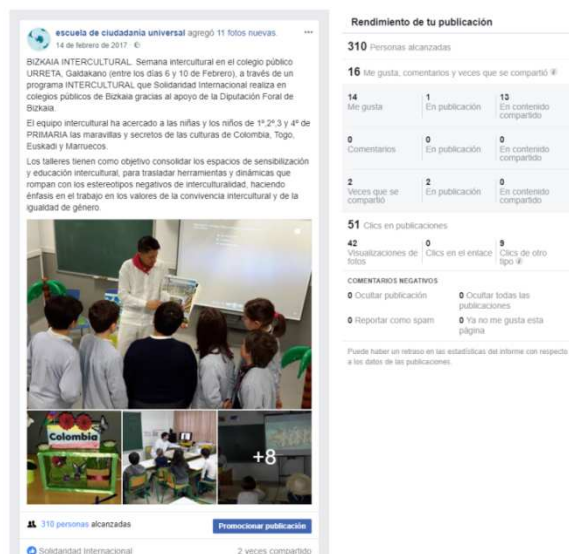 escuela de ciudadanía universal agregó 11 fotos nuevas.
14 de febrero de 2017
BIZKAIA INTERCULTURAL. Semana intercultural en el colegio público
URRETA, Galdakano (entre los días 6 y 10 de Febrero), a través de un
programa INTERCULTURAL que Solidaridad Internacional realiza en
colegios públicos de Bizkaia gracias al apoyo de la Diputación Foral de
Bizkaia.
El equipo intercultural ha acercado a las niñas y los niños de 1º,2º,3 y 4º de
PRIMARIA las maravillas y secretos de las culturas de Colombia, Togo,
Euskadi y Marruecos.
Los talleres tienen como objetivo consolidar los espacios de sensibilización
y educación intercultural, para trasladar herramientas y dinámicas que
rompan con los estereotipos negativos de interculturalidad, haciendo
énfasis en el trabajo en los valores de la convivencia intercultural y de la
igualdad de género.
Colombia
+8
310 personas alcanzadas
Promocionar publicación
Solidaridad Internacional
2 veces compartido
Rendimiento de tu publicación
310 Personas alcanzadas
16 Me gusta, comentarios y veces que se compartió
14 1 13
Me gusta En publicación En contenido
compartido
0 0 0
Comentarios En publicación En contenido
compartido
2 2 0
Veces que se En publicación En contenido
compartió compartido
51 Clics en publicaciones
42 0 9
Visualizaciones de Clics en el enlace Clics de otro
fotos tipo
COMENTARIOS NEGATIVOS
0 Ocultar publicación 0 Ocultar todas las
publicaciones
0 Reportar como spam 0 Ya no me gusta esta
página
Puede haber un retraso en las estadísticas del informe con respecto
a los datos de las publicaciones.